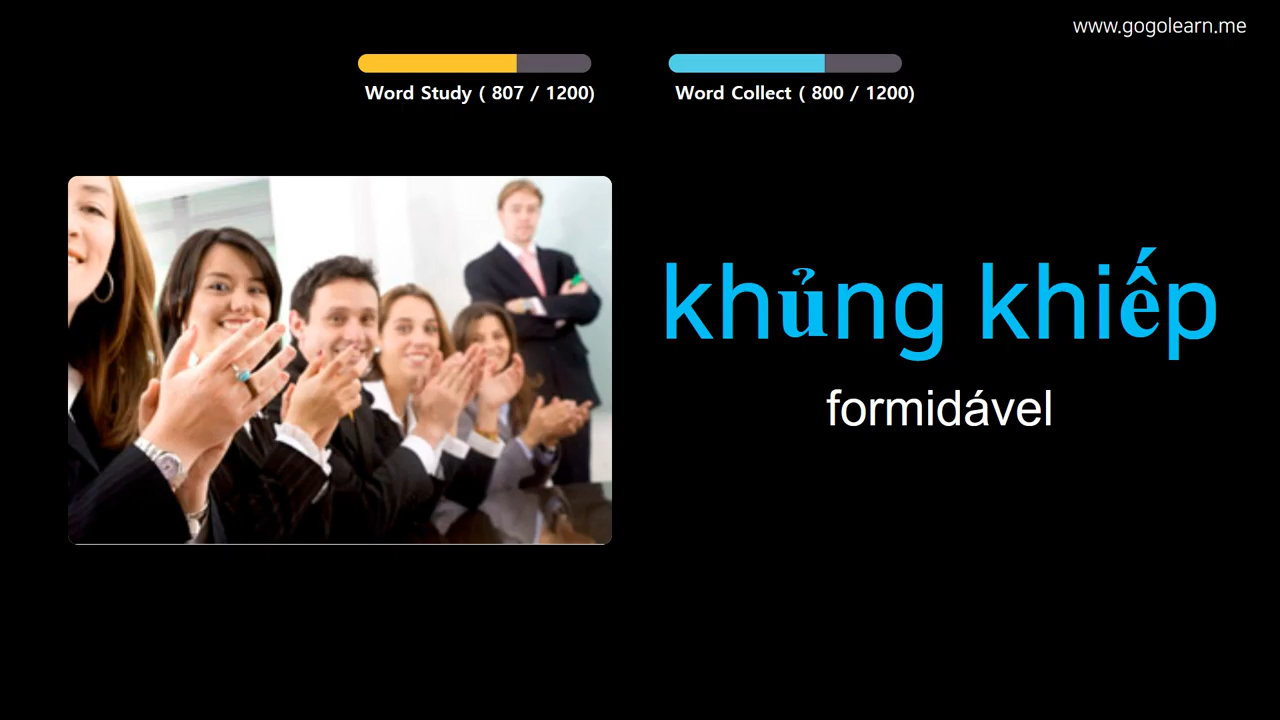 www.gogolearn.me
Word Study ( 807 / 1200)
Word Collect ( 800 / 1200)
khủng khiếp
formidável